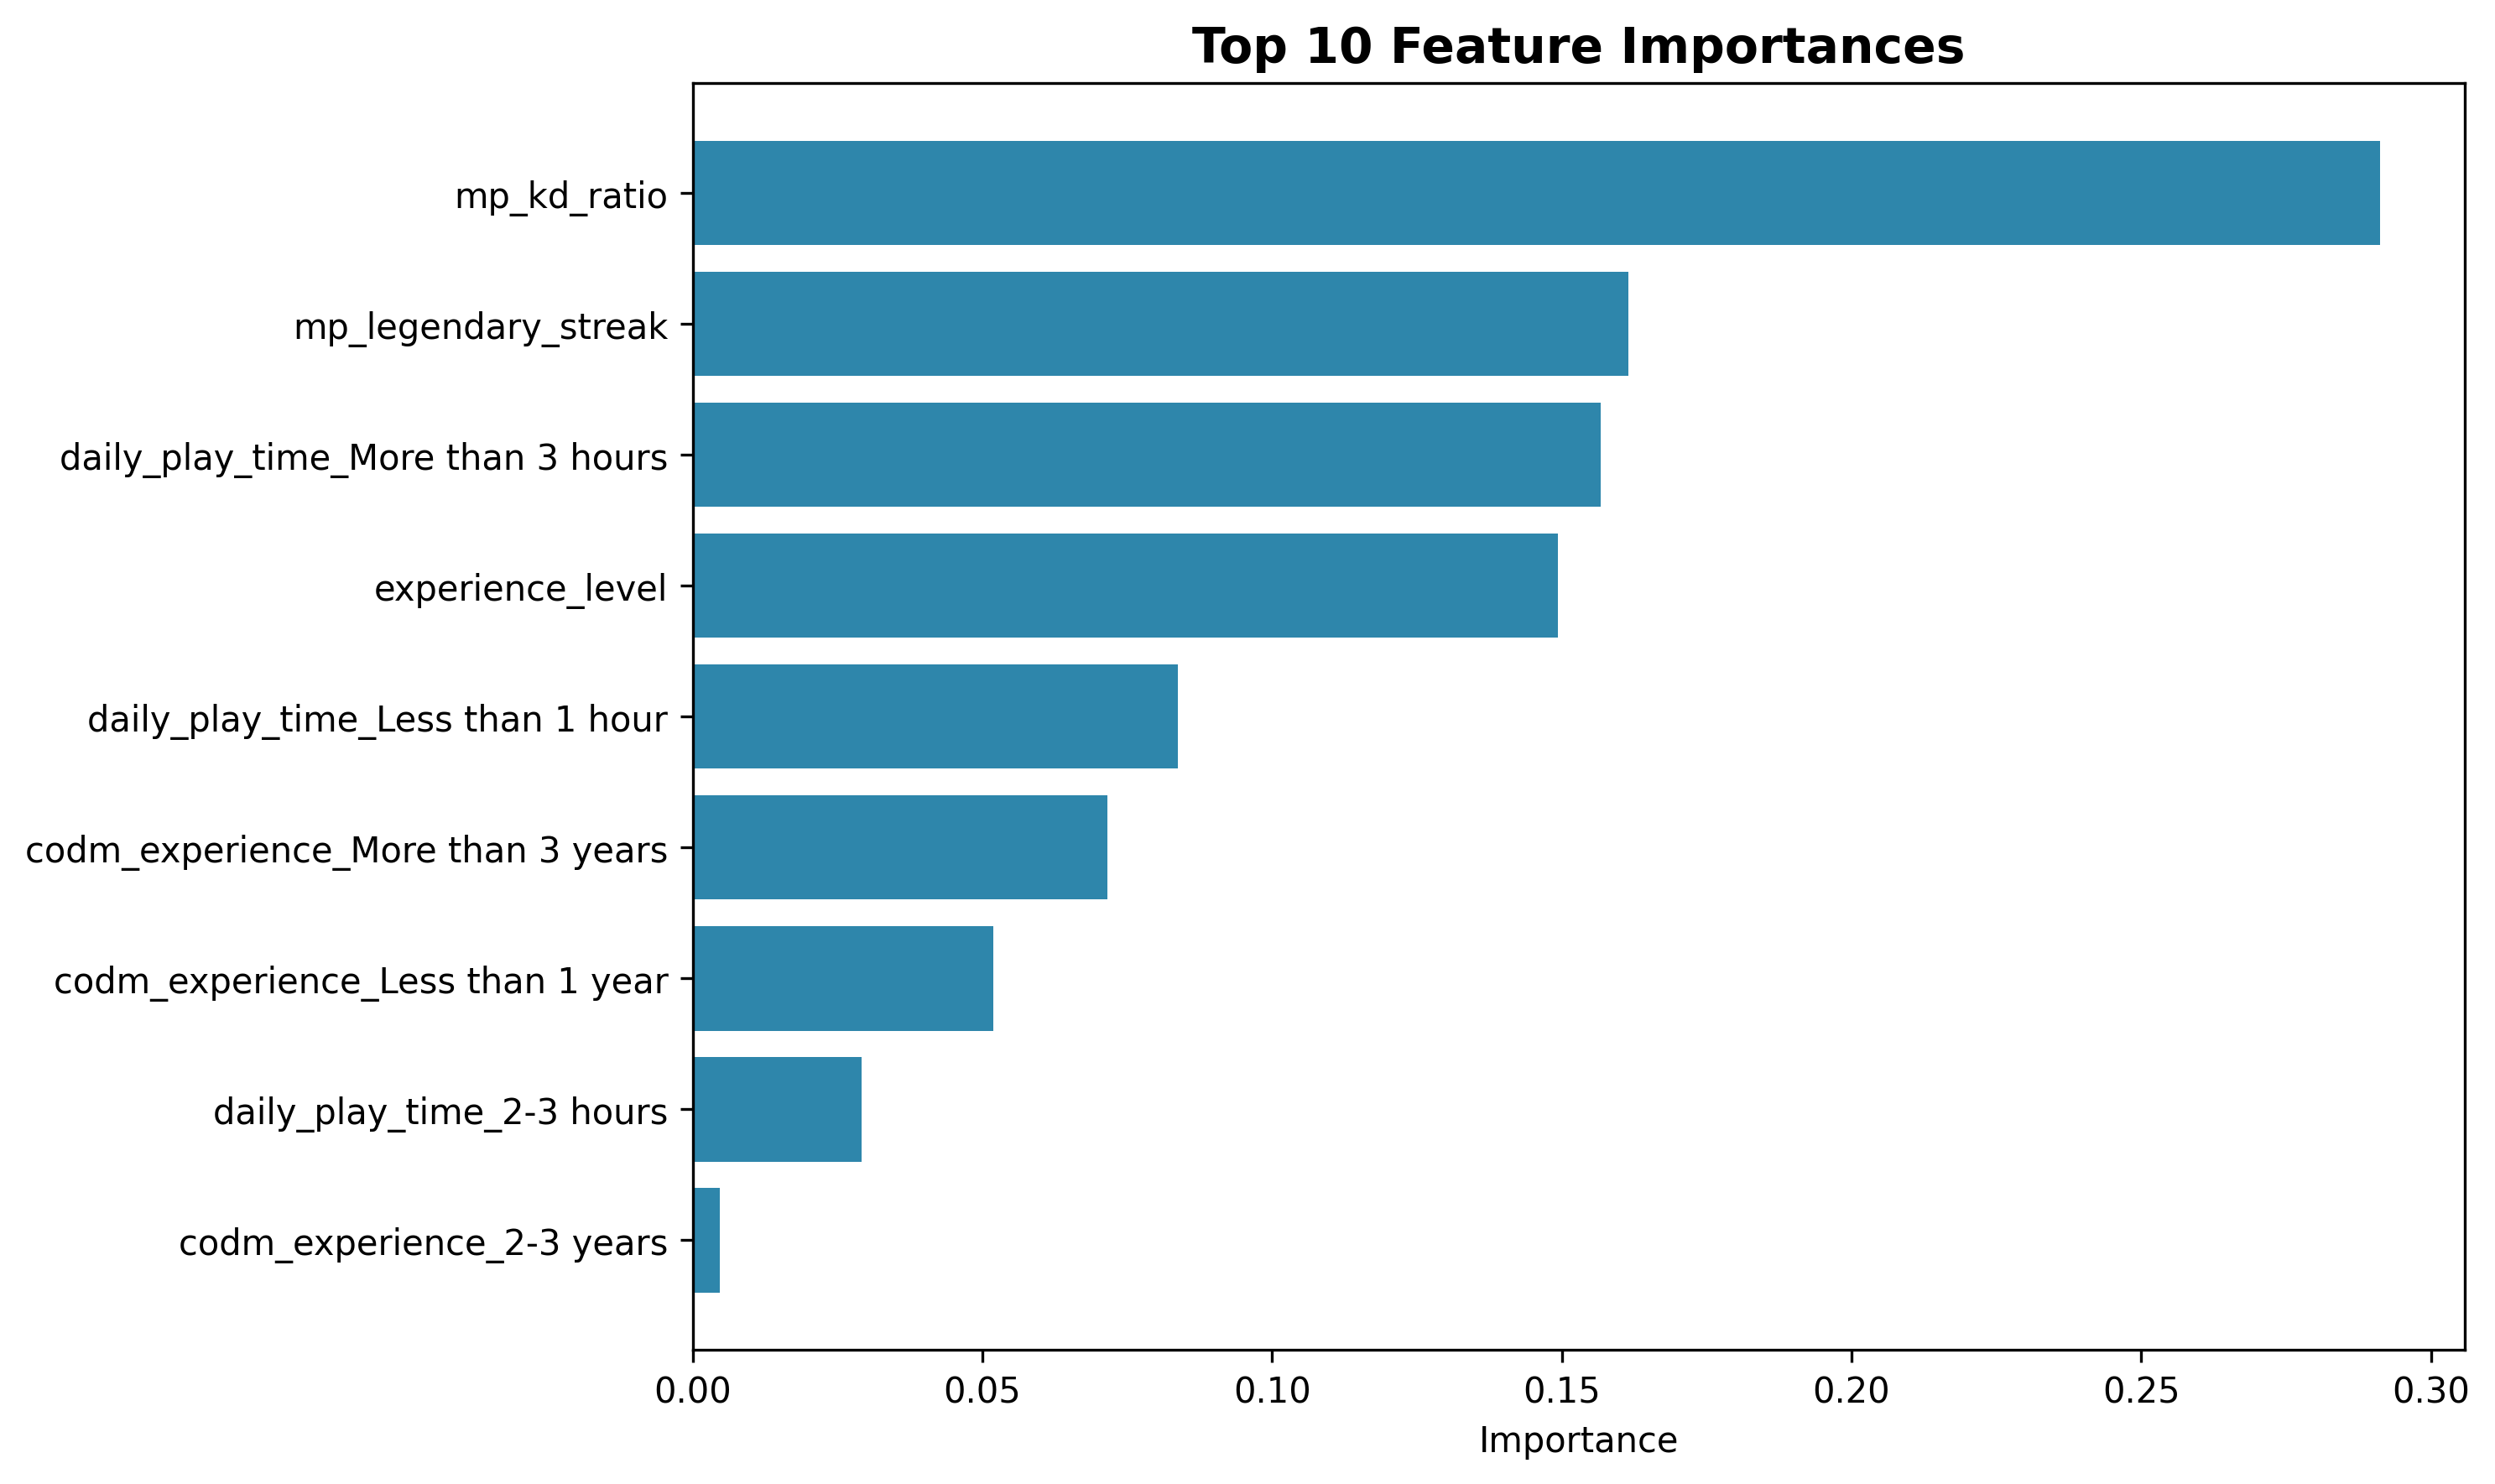 Top 10 Feature Importances
mp_kd_ratio
mp_legendary_streak
daily_play_time_More than 3 hours
experience_level
daily_play_time_Less than 1 hour
codm_experience_More than 3 years
codm_experience_Less than 1 year
daily_play_time_2-3 hours
codm_experience_2-3 years
0.00 0.05 0.10 0.15 0.20 0.25 0.30
Importance